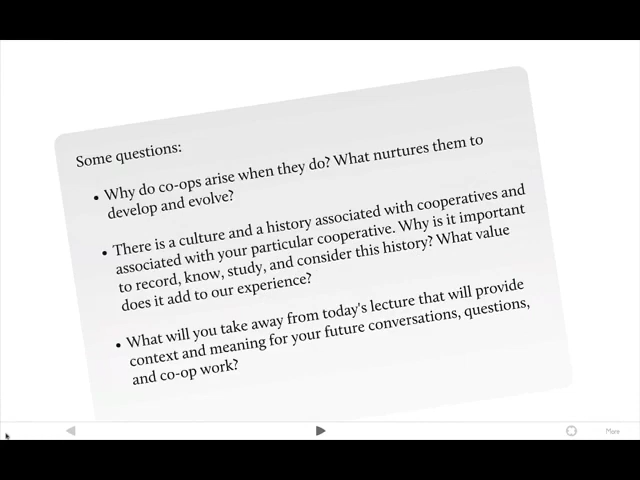 Some questions:
• Why do co-ops arise when they do? What nurtures them to
develop and evolve?
• There is a culture and a history associated with cooperatives and
associated with your particular cooperative. Why is it important
to record, know, study, and consider this history? What value
does it add to our experience?
• What will you take away from today's lecture that will provide
context and meaning for your future conversations, questions,
and co-op work?
More